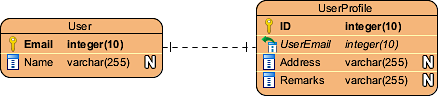 User
Email integer(10)
Name varchar(255) N
UserProfile
ID integer(10)
UserEmail integer(10)
Address varchar(255) N
Remarks varchar(255) N